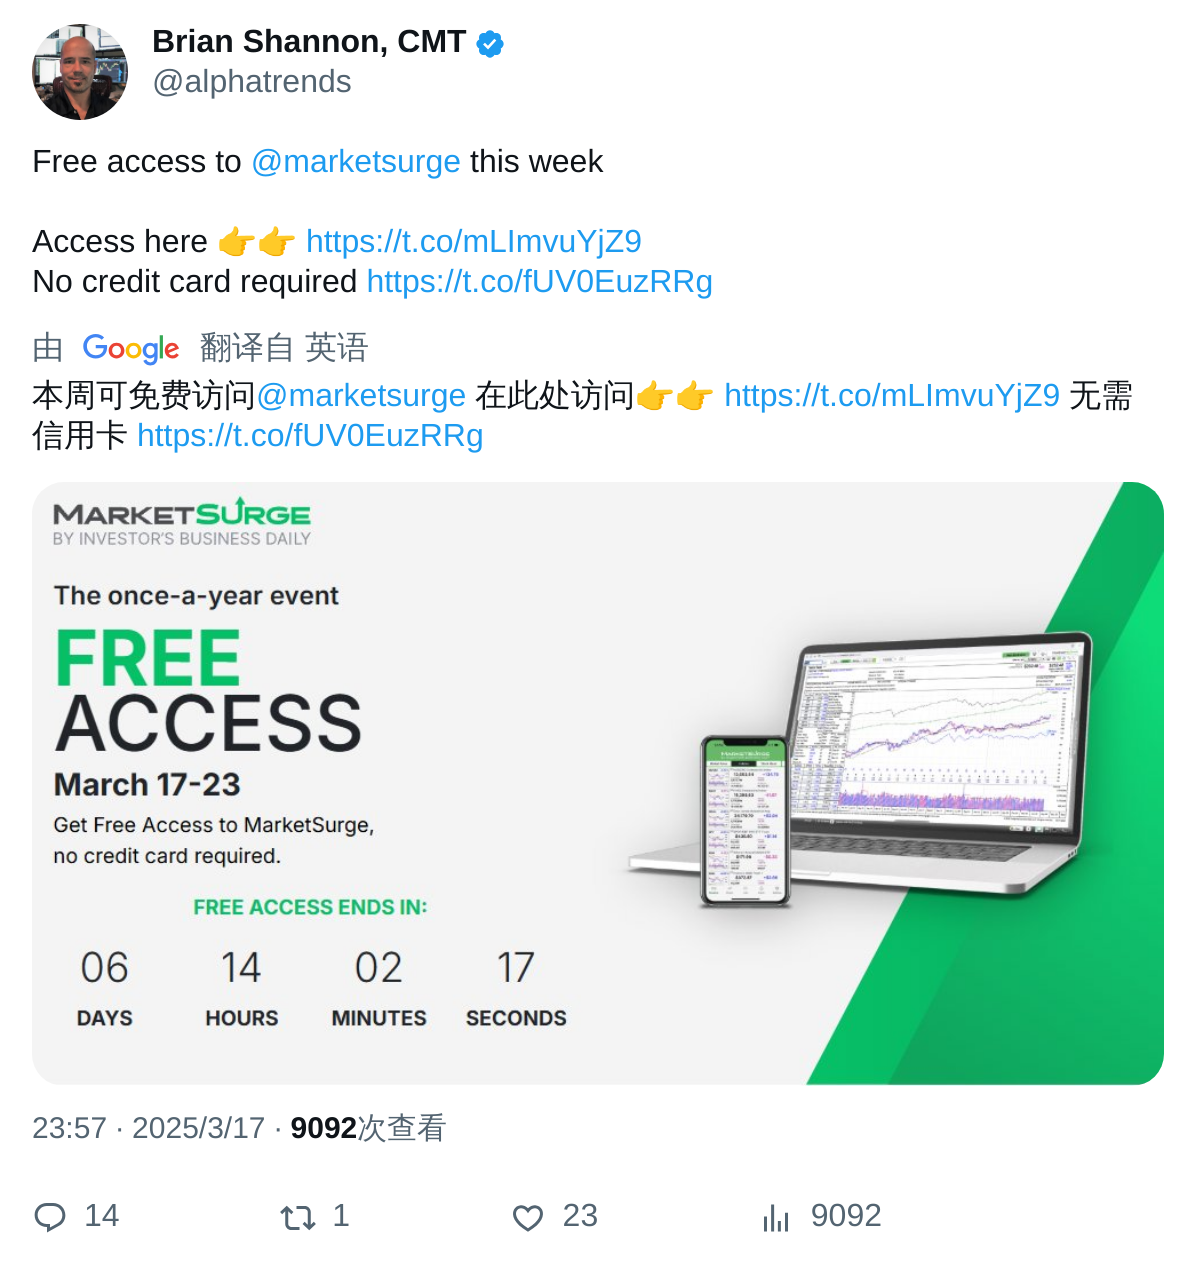 Brian Shannon, CMT
@alphatrends
Free access to @marketsurge this week
Access here 👉👉 https://t.co/mLImvuYjZ9
No credit card required https://t.co/fUV0EuzRRg
由 Google 翻译自 英语
本周可免费访问@marketsurge 在此处访问👉👉 https://t.co/mLImvuYjZ9 无需
信用卡 https://t.co/fUV0EuzRRg
MARKETSURGE
BY INVESTOR'S BUSINESS DAILY
The once-a-year event
FREE
ACCESS
March 17-23
Get Free Access to MarketSurge,
no credit card required.
FREE ACCESS ENDS IN:
06 14 02 17
DAYS HOURS MINUTES SECONDS
MARKETSURGE
23:57 · 2025/3/17 · 9092次查看
14 1 23 9092